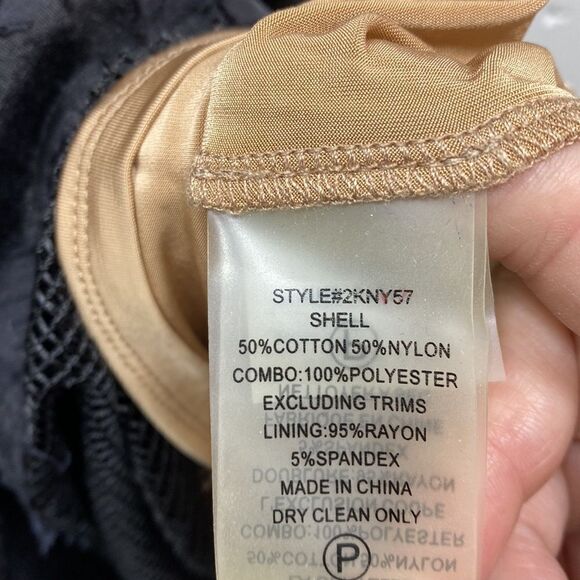 STYLE#2KNY57
SHELL
50%COTTON 50%NYLON
COMBO:100%POLYESTER
EXCLUDING TRIMS
LINING:95%RAYON
5%SPANDEX
MADE IN CHINA
DRY CLEAN ONLY
P